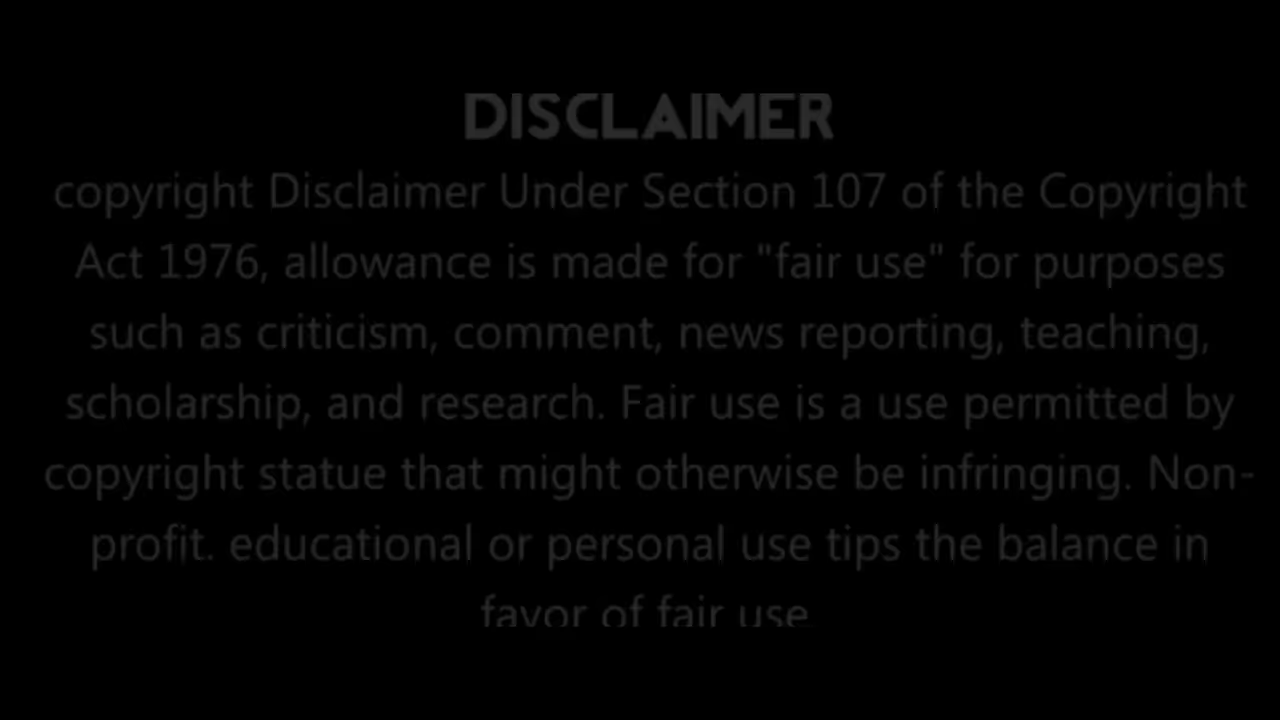 DISCLAIMER
copyright Disclaimer Under Section 107 of the Copyright
Act 1976, allowance is made for "fair use" for purposes
such as criticism, comment, news reporting, teaching,
scholarship, and research. Fair use is a use permitted by
copyright statue that might otherwise be infringing. Non-
profit. educational or personal use tips the balance in
favor of fair use